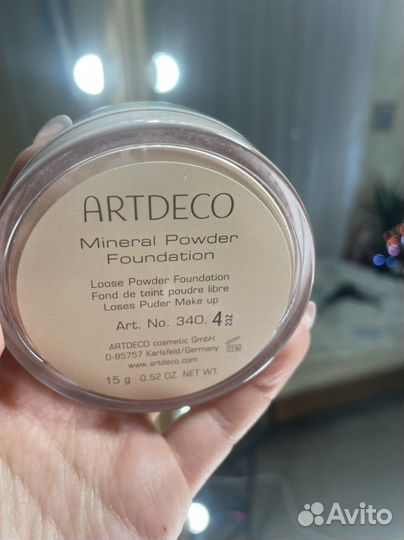 ARTDECO
Mineral Powder
Foundation
Loose Powder Foundation
Fond de teint poudre libre
Loses Puder Make up
Art. No. 340. 4
232
ARTDECO cosmetic GmbH
D-85757 Karlsfeld/Germany
www.artdeco.com
15 g 0.52 OZ. NET WT.
Avito